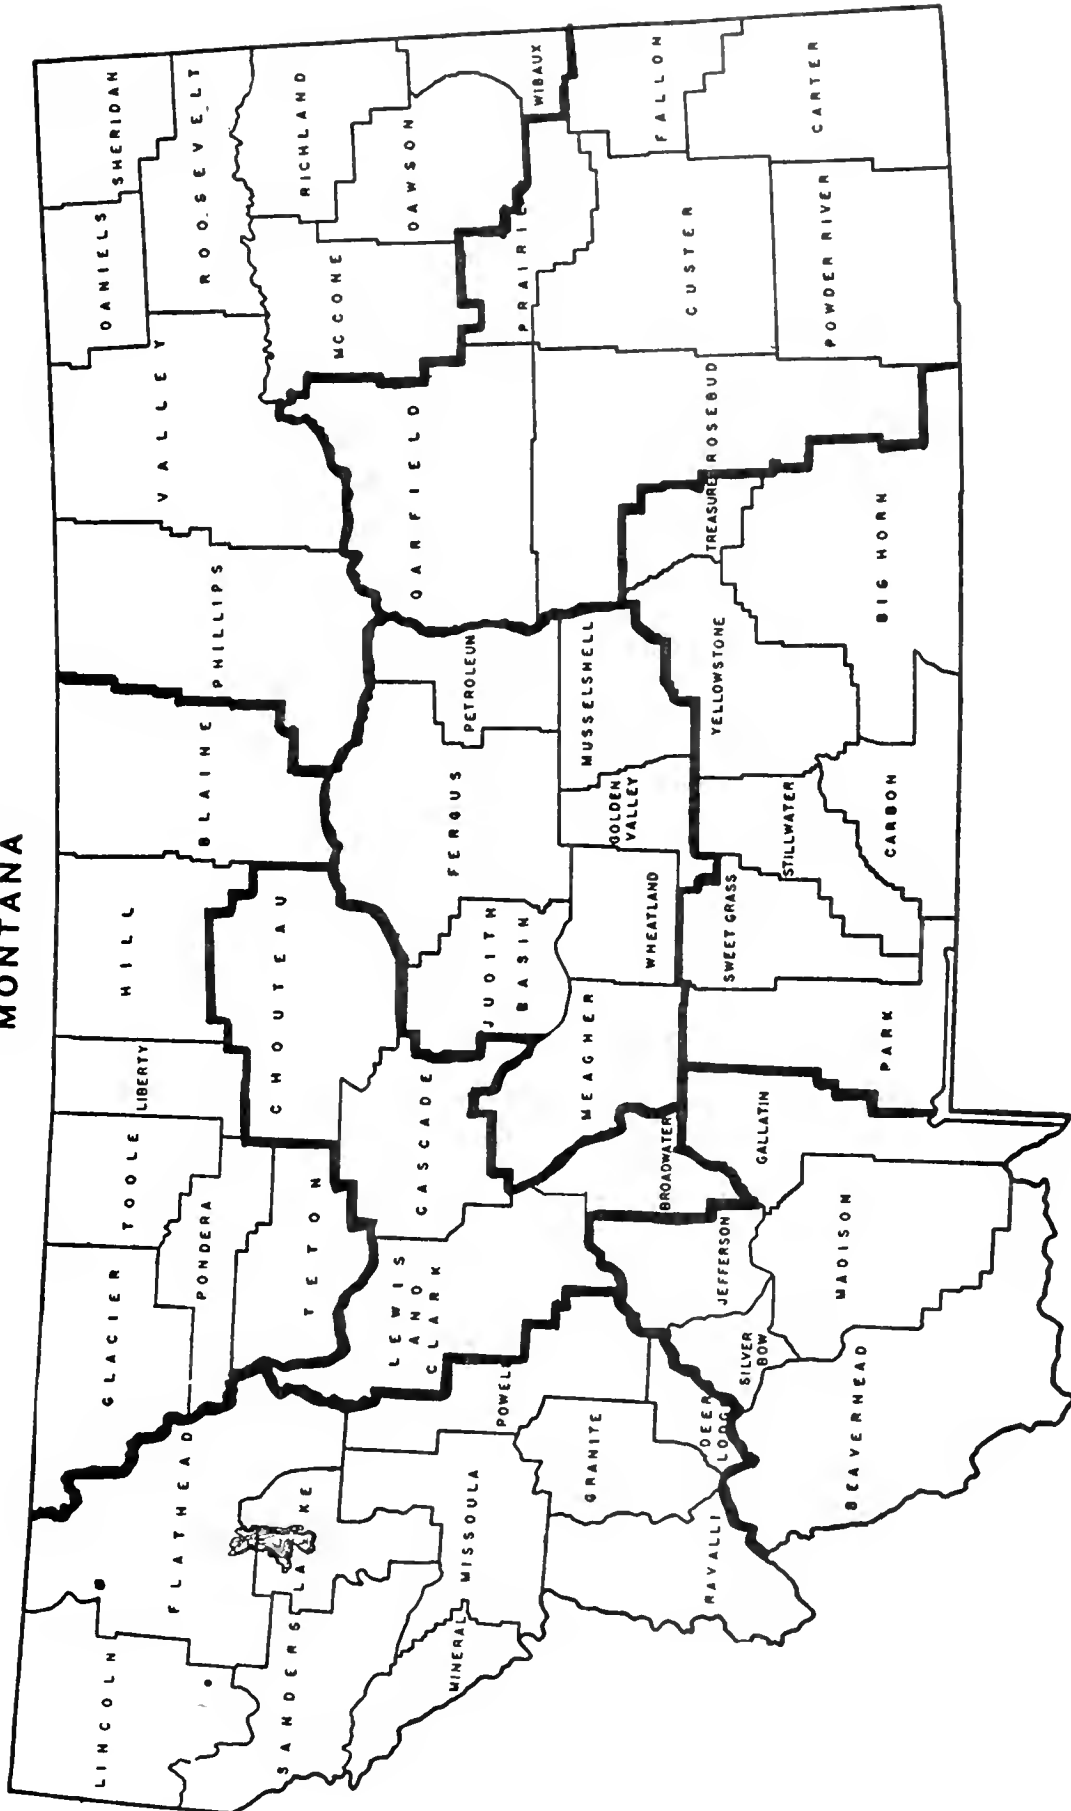 MONTANA
LINCOLN
FLATHEAD
GLACIER
TOOLE
LIBERTY
HILL
BLAINE
PHILLIPS
VALLEY
DANIELS
SHERIDAN
ROOSEVELT
SANDERS
LAKE
PONDERA
TETON
CHOUTEAU
MCCONE
RICHLAND
DAWSON
WIBAUX
MINERAL
MISSOULA
POWELL
LEWIS
AND
CLARK
CASCADE
JUDITH
BASIN
FERGUS
PETROLEUN
GARFIELD
PRAIRIE
GRANITE
RAVALLI
DEER
LODGE
SILVER
BOW
JEFFERSON
BROADWATER
MEAGHER
WHEATLAND
GOLDEN
VALLEY
MUSSELSHELL
TREASURE
ROSEBUD
CUSTER
FALLON
BEAVERHEAD
MADISON
GALLATIN
PARK
SWEET GRASS
STILLWATER
CARBON
YELLOWSTONE
BIG HORN
POWDER RIVER
CARTER